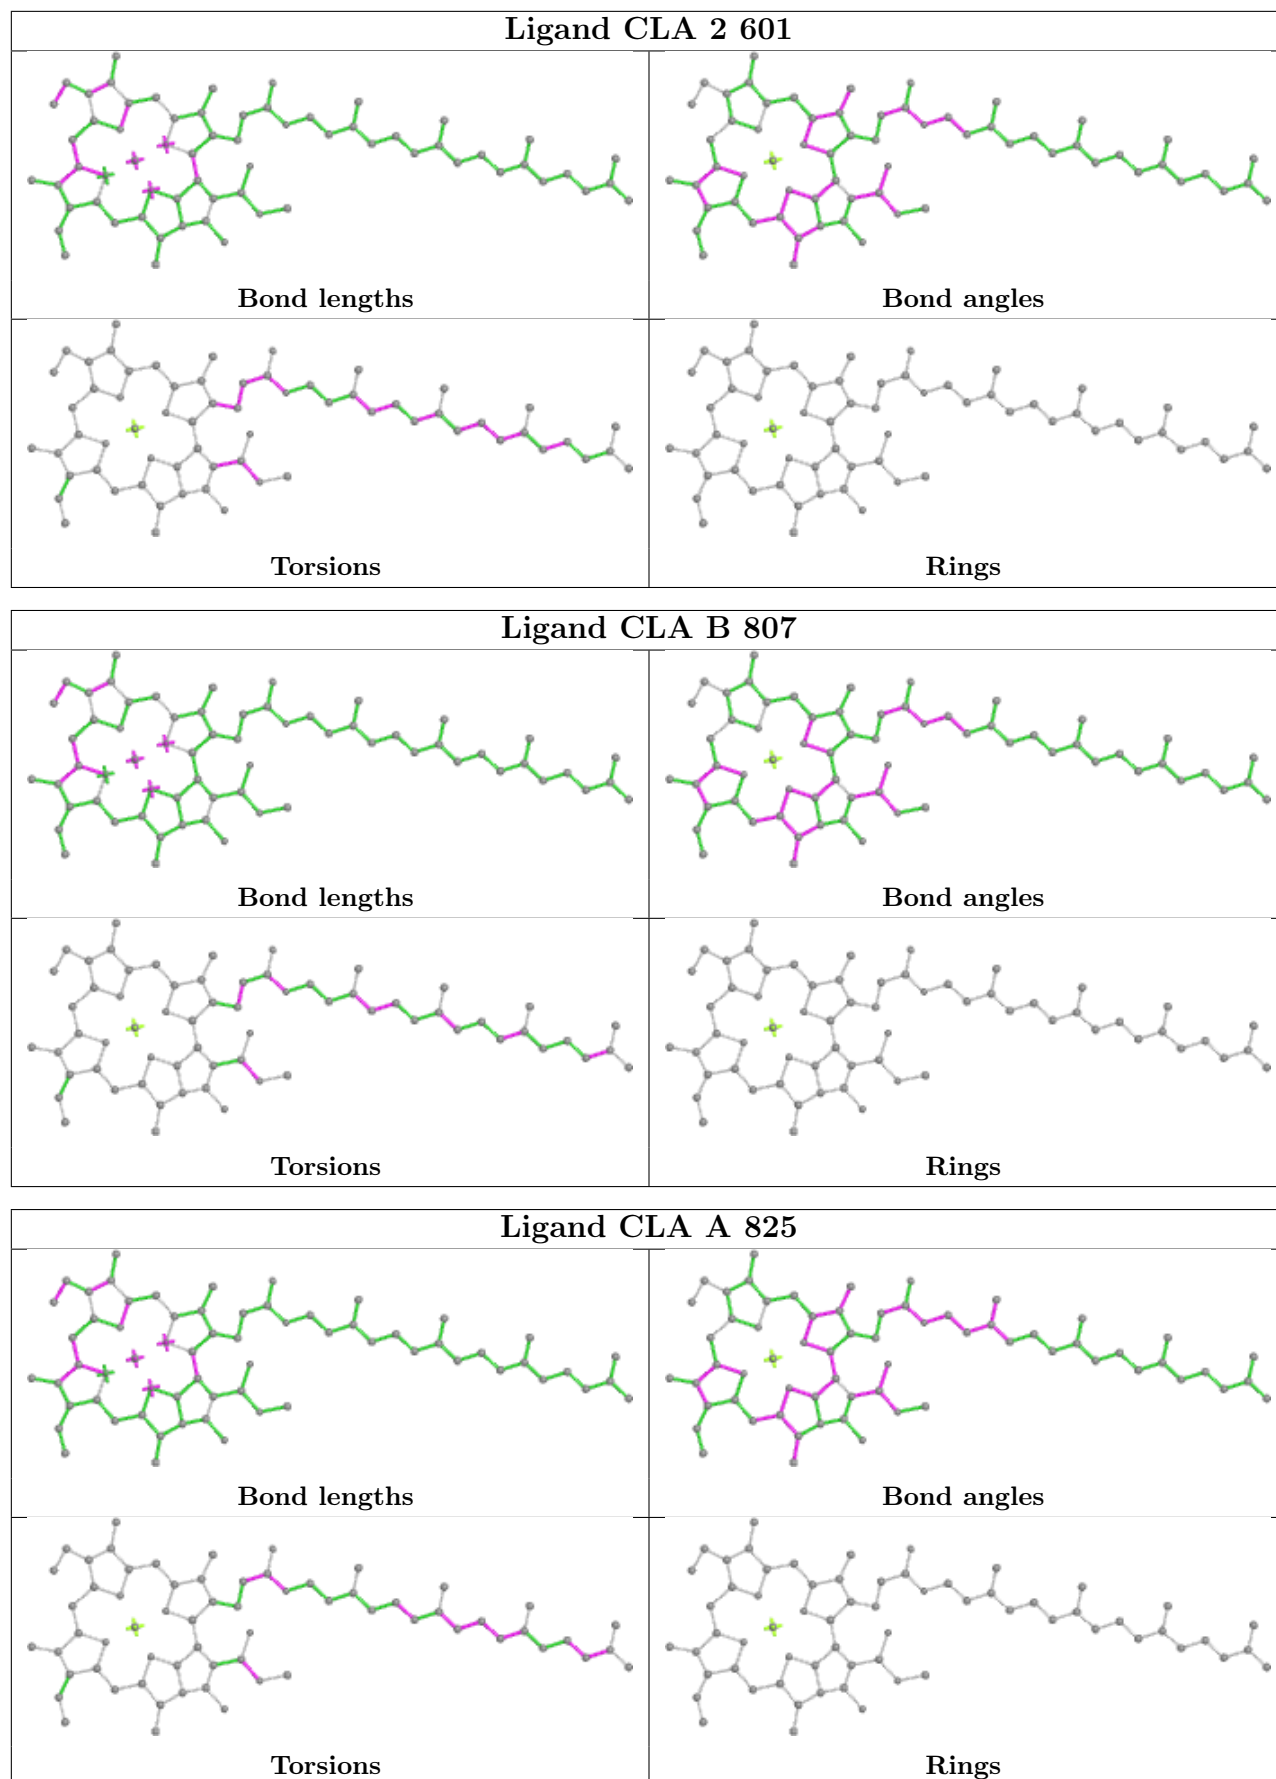 Ligand CLA 2 601
Bond lengths
Bond angles
Torsions
Rings
Ligand CLA B 807
Bond lengths
Bond angles
Torsions
Rings
Ligand CLA A 825
Bond lengths
Bond angles
Torsions
Rings